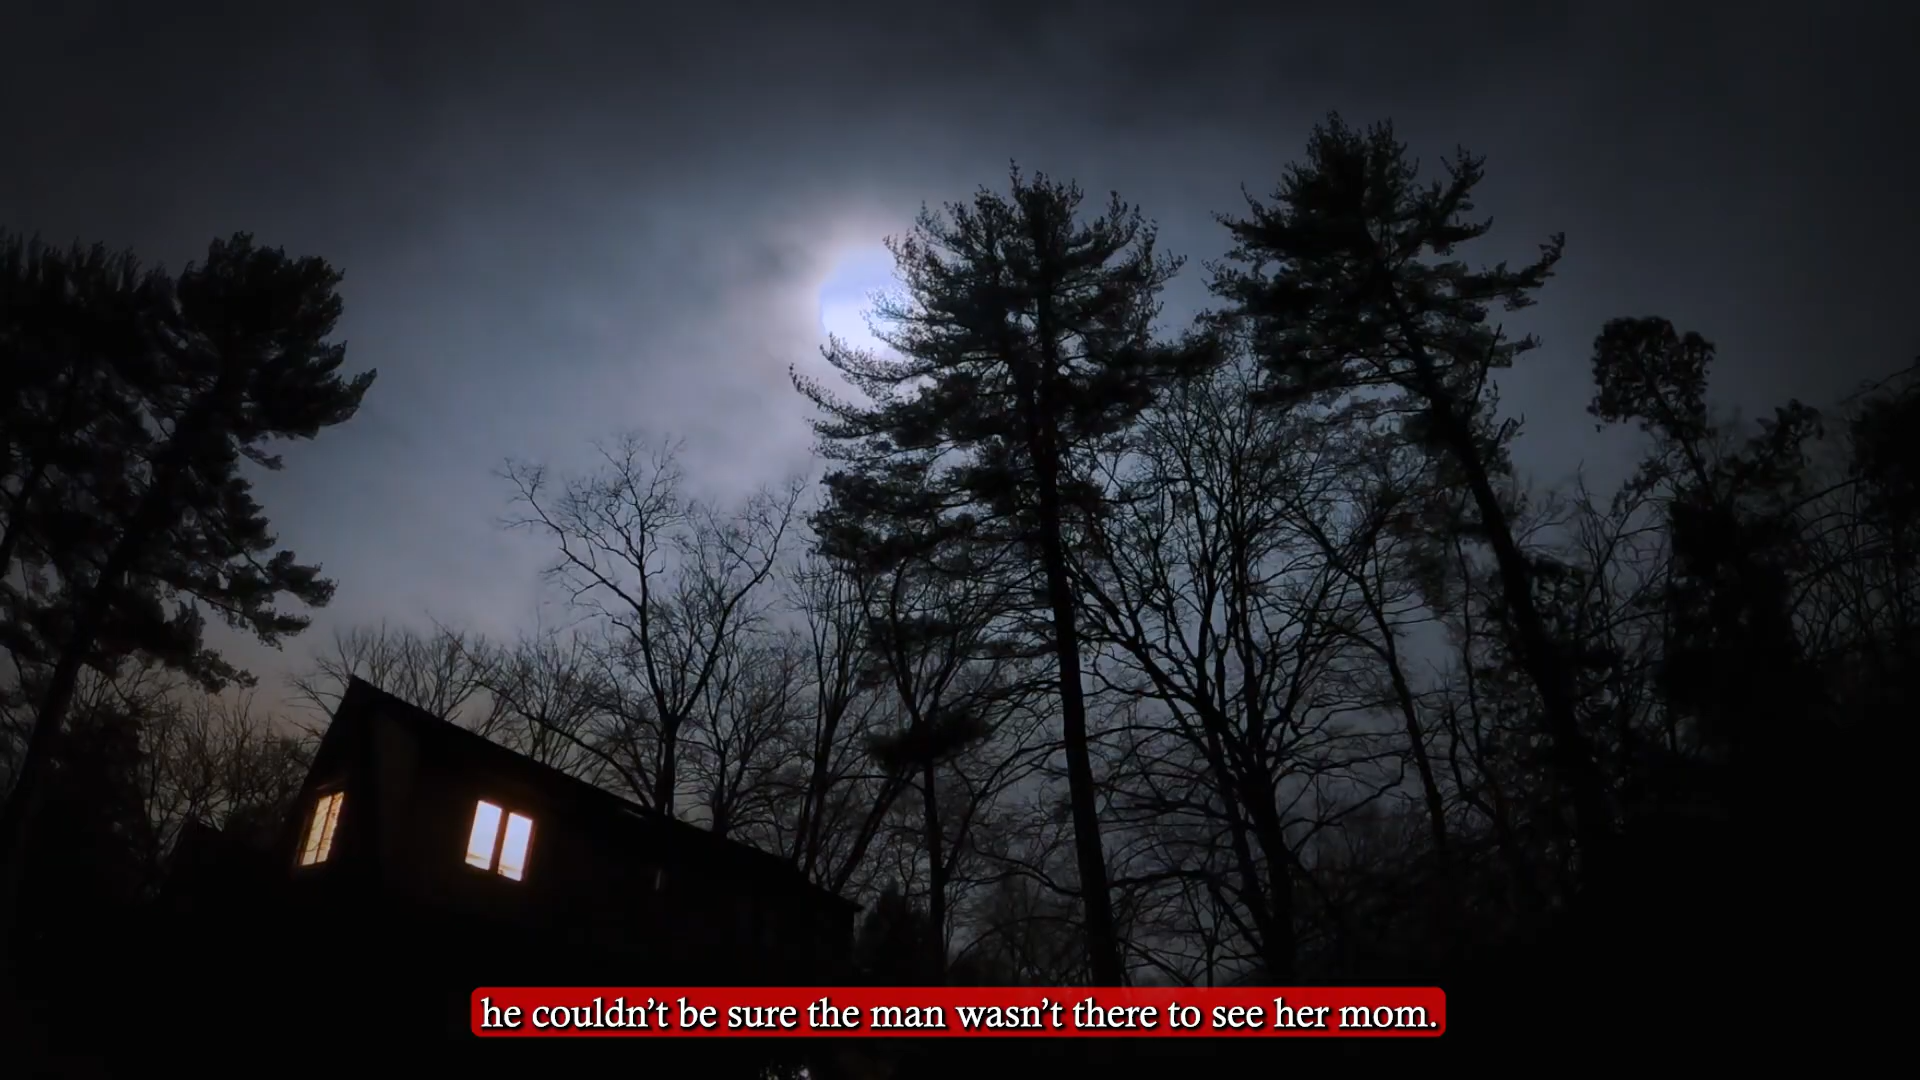 he couldn’t be sure the man wasn’t there to see her mom.